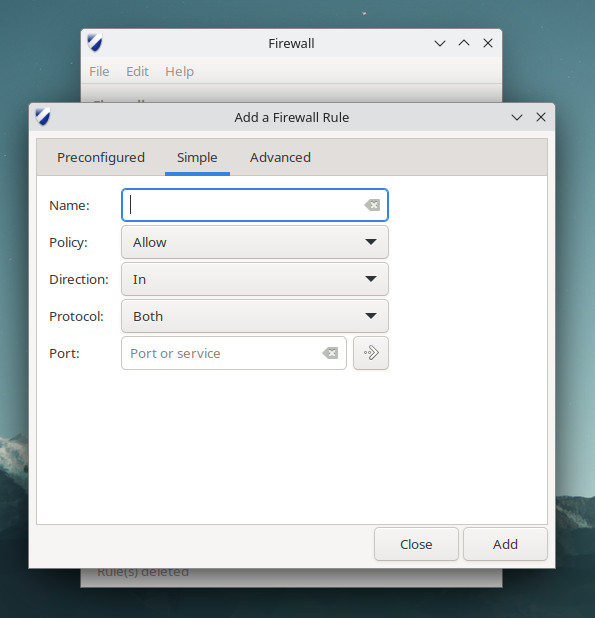 Firewall
File Edit Help
Add a Firewall Rule
Preconfigured Simple Advanced
Name:
Policy: Allow
Direction: In
Protocol: Both
Port: Port or service
Close Add
Rule(s) deleted